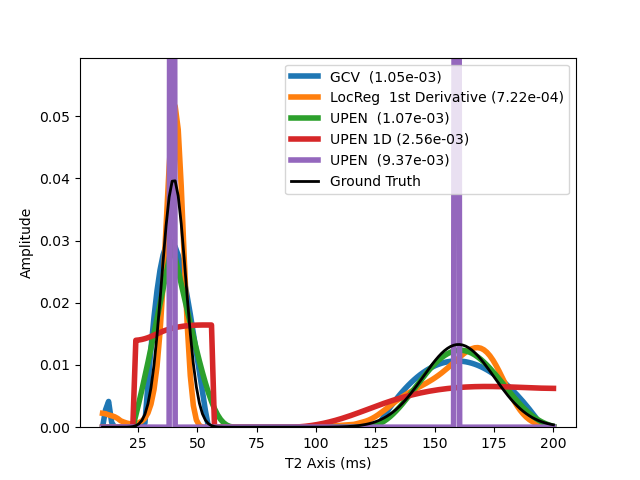 GCV  (1.05e-03)
LocReg  1st Derivative (7.22e-04)
UPEN  (1.07e-03)
UPEN 1D (2.56e-03)
UPEN  (9.37e-03)
Ground Truth
Amplitude
0.05
0.04
0.03
0.02
0.01
0.00
25 50 75 100 125 150 175 200
T2 Axis (ms)